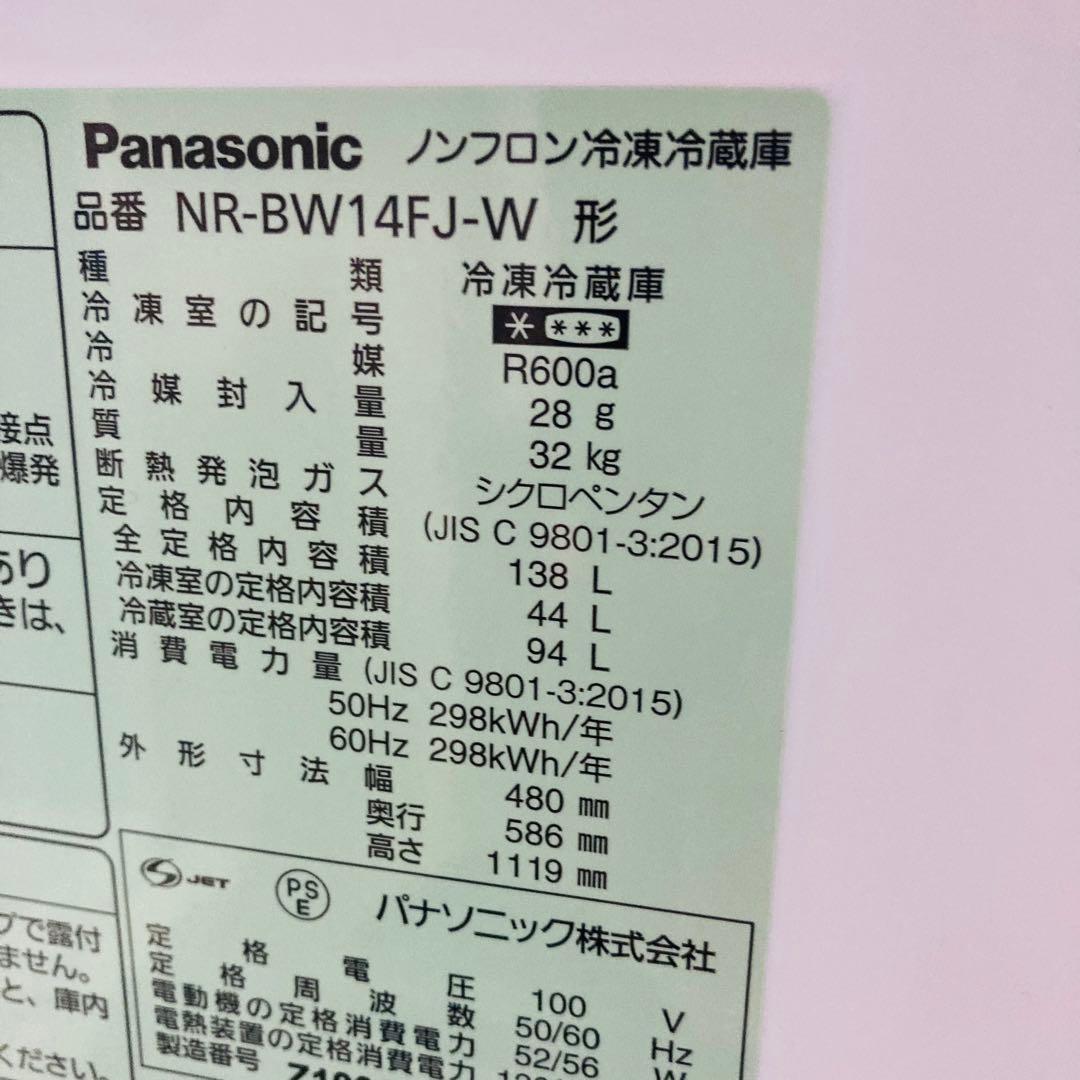 Panasonic ノンフロン冷凍冷蔵庫
品番 NR-BW14FJ-W 形
種類 冷凍冷蔵庫
冷凍室の記号 * ***
冷媒 R600a
冷媒封入量 28 g
質量 32 kg
断熱発泡ガス シクロペンタン
定格内容積 (JIS C 9801-3:2015)
全定格内容積 138 L
冷凍室の定格内容積 44 L
冷蔵室の定格内容積 94 L
消費電力量 (JIS C 9801-3:2015)
50Hz 298kWh/年
60Hz 298kWh/年
外形寸法 幅 480 mm
奥行 586 mm
高さ 1119 mm
JET PSE パナソニック株式会社
定格電圧 100 V
定格周波数 50/60 Hz
電動機の定格消費電力 52/56 W
電熱装置の定格消費電力
製造番号
接点
爆発
あり
きは、
プで露付
ません。
と、庫内
ください。